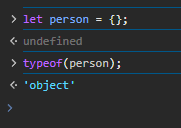 > let person = {};
< undefined
> typeof(person);
< 'object'
>